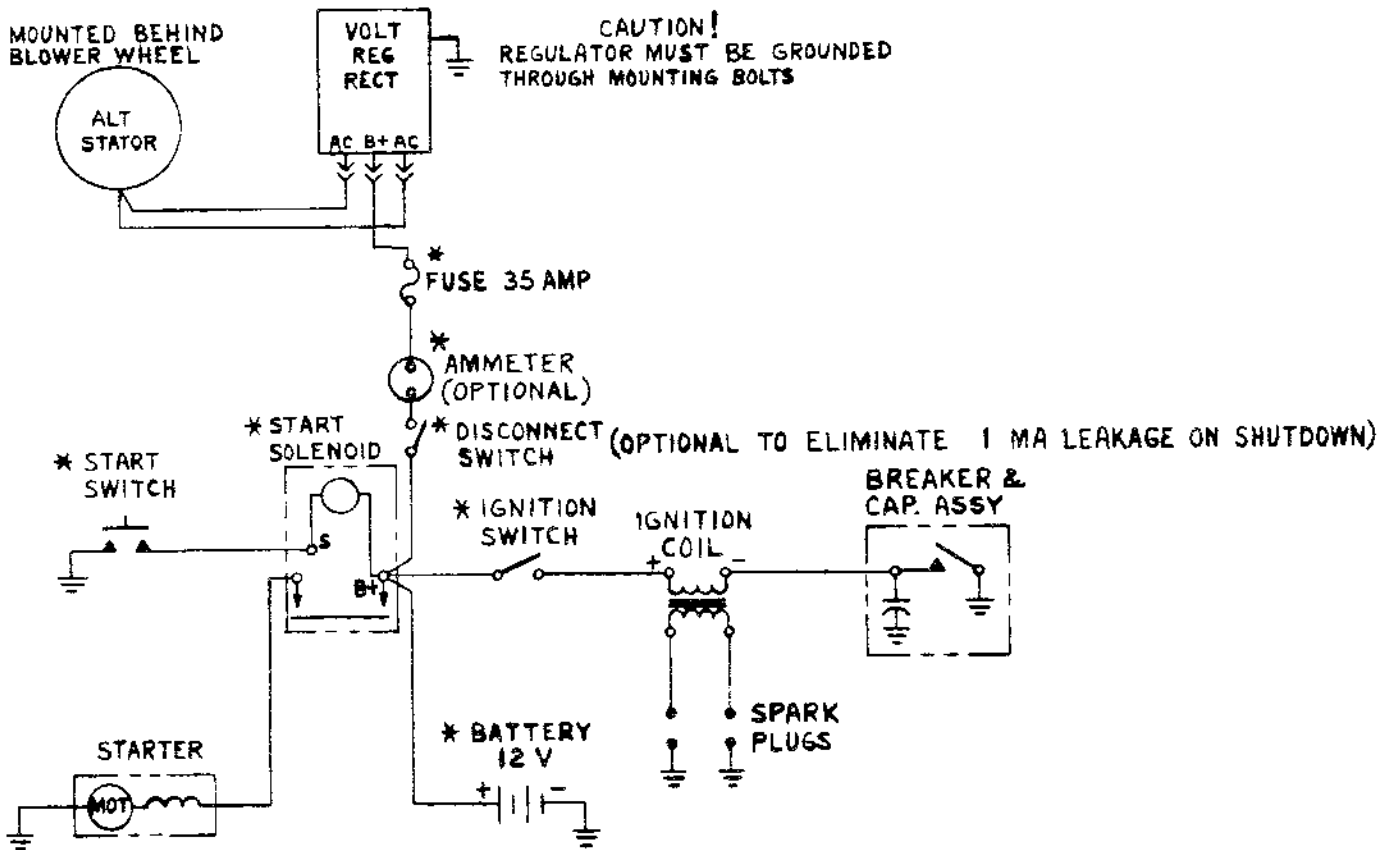 MOUNTED BEHIND
BLOWER WHEEL
VOLT
REG
RECT
CAUTION!
REGULATOR MUST BE GROUNDED
THROUGH MOUNTING BOLTS
ALT
STATOR
AC B+ AC
*
FUSE 35 AMP
*
AMMETER
(OPTIONAL)
* START
SOLENOID
* DISCONNECT
SWITCH
(OPTIONAL TO ELIMINATE 1 MA LEAKAGE ON SHUTDOWN)
* START
SWITCH
S
B+
* IGNITION
SWITCH
IGNITION
COIL
+ -
BREAKER &
CAP. ASSY
SPARK
PLUGS
STARTER
MOT
* BATTERY
12 V
+ -